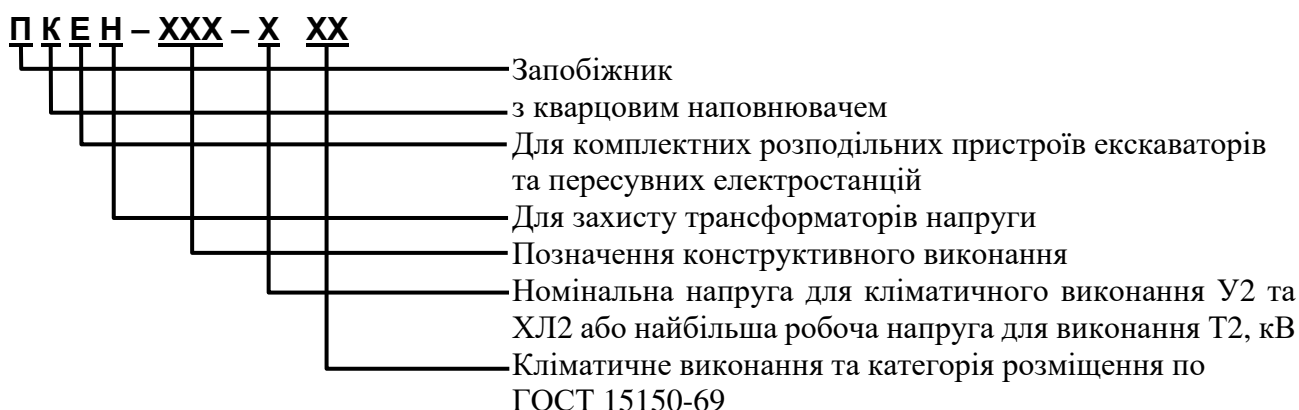 П К Е Н – ХХХ – Х ХХ
Запобіжник
з кварцовим наповнювачем
Для комплектних розподільних пристроїв екскаваторів
та пересувних електростанцій
Для захисту трансформаторів напруги
Позначення конструктивного виконання
Номінальна напруга для кліматичного виконання У2 та
ХЛ2 або найбільша робоча напруга для виконання Т2, кВ
Кліматичне виконання та категорія розміщення по
ГОСТ 15150-69